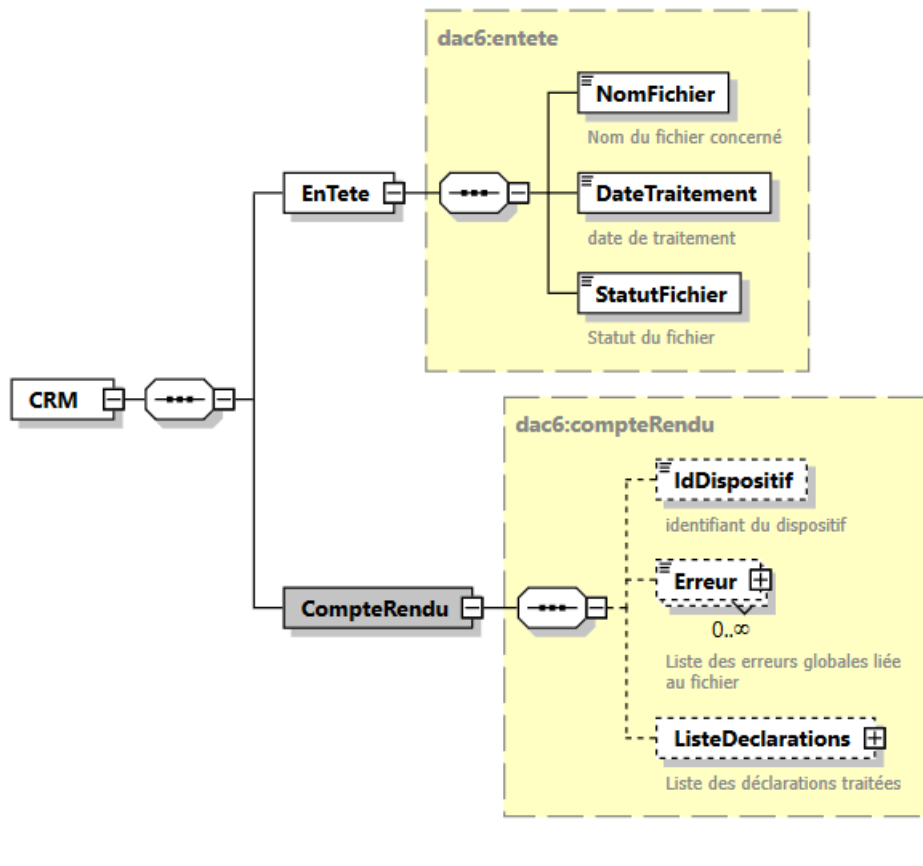 dac6:entete
NomFichier
Nom du fichier concerné
EnTete
DateTraitement
date de traitement
StatutFichier
Statut du fichier
CRM
dac6:compteRendu
IdDispositif
identifiant du dispositif
Erreur
0..∞
Liste des erreurs globales liée
au fichier
CompteRendu
ListeDeclarations
Liste des déclarations traitées